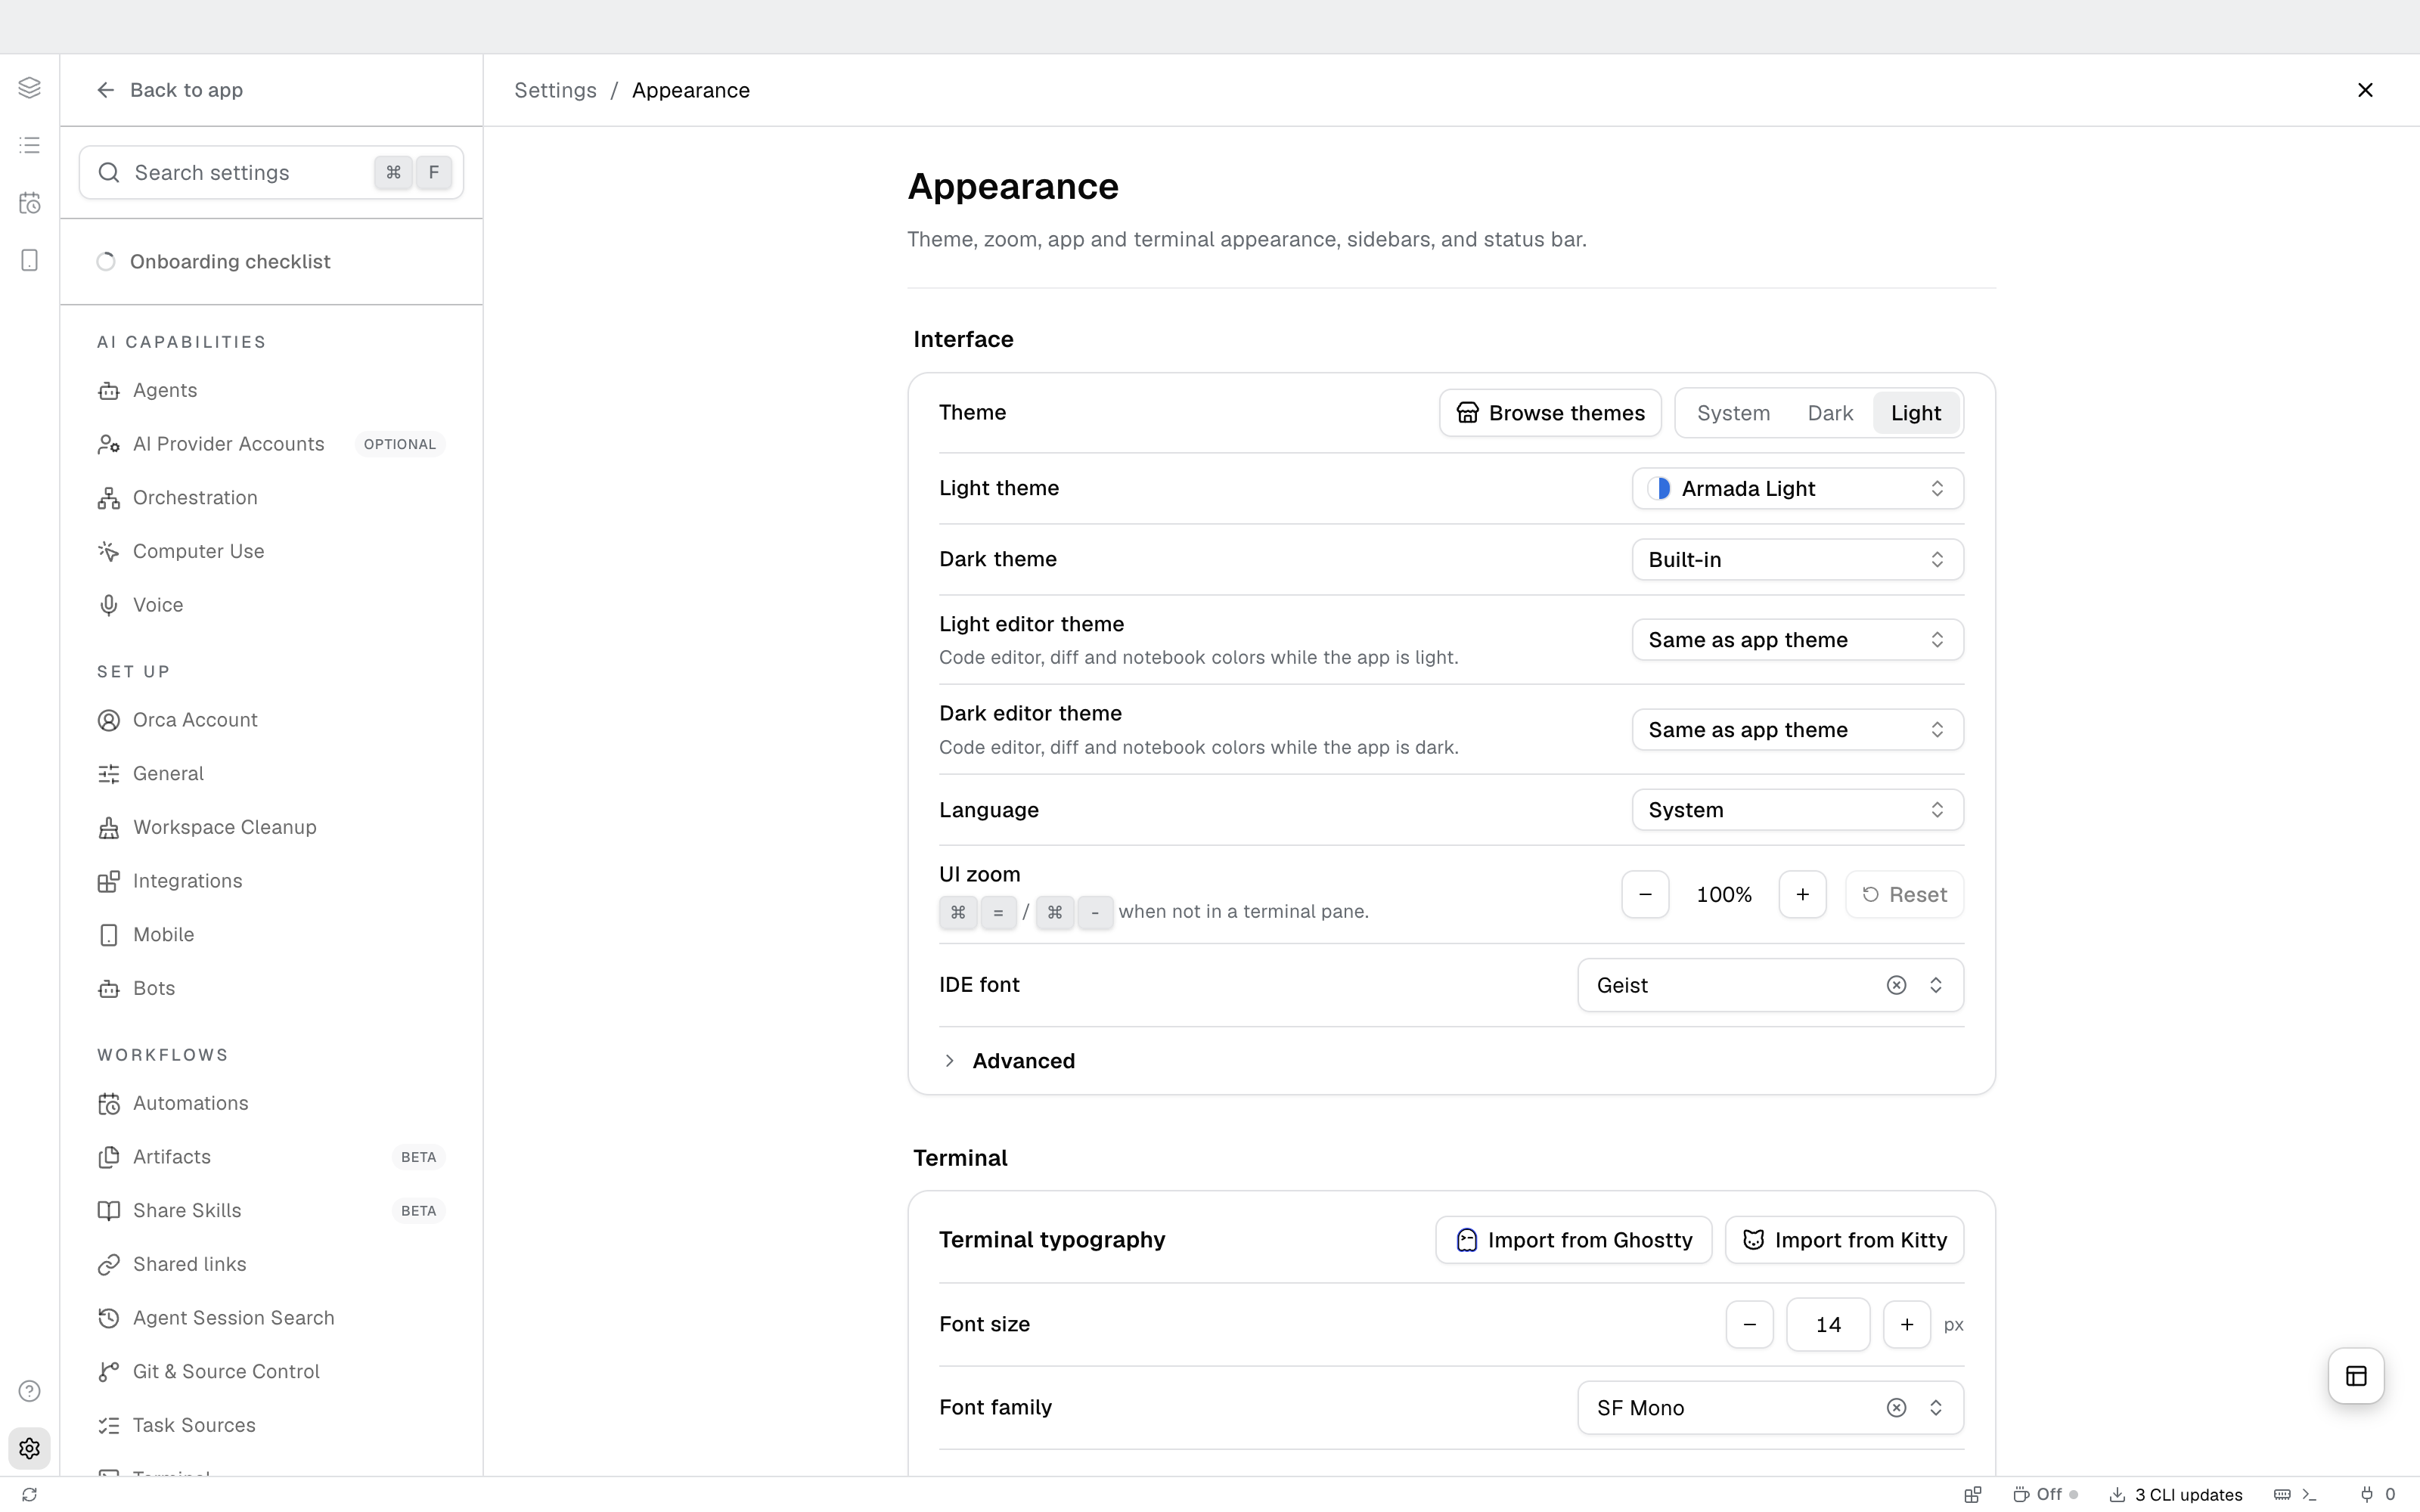 Back to app
Settings / Appearance
Search settings ⌘ F
Onboarding checklist
AI CAPABILITIES
Agents
AI Provider Accounts OPTIONAL
Orchestration
Computer Use
Voice
SET UP
Orca Account
General
Workspace Cleanup
Integrations
Mobile
Bots
WORKFLOWS
Automations
Artifacts BETA
Share Skills BETA
Shared links
Agent Session Search
Git & Source Control
Task Sources
Appearance
Theme, zoom, app and terminal appearance, sidebars, and status bar.
Interface
Theme Browse themes System Dark Light
Light theme Armada Light
Dark theme Built-in
Light editor theme Same as app theme
Code editor, diff and notebook colors while the app is light.
Dark editor theme Same as app theme
Code editor, diff and notebook colors while the app is dark.
Language System
UI zoom 100% Reset
⌘ = / ⌘ - when not in a terminal pane.
IDE font Geist
Advanced
Terminal
Terminal typography Import from Ghostty Import from Kitty
Font size 14 px
Font family SF Mono
Off 3 CLI updates 0